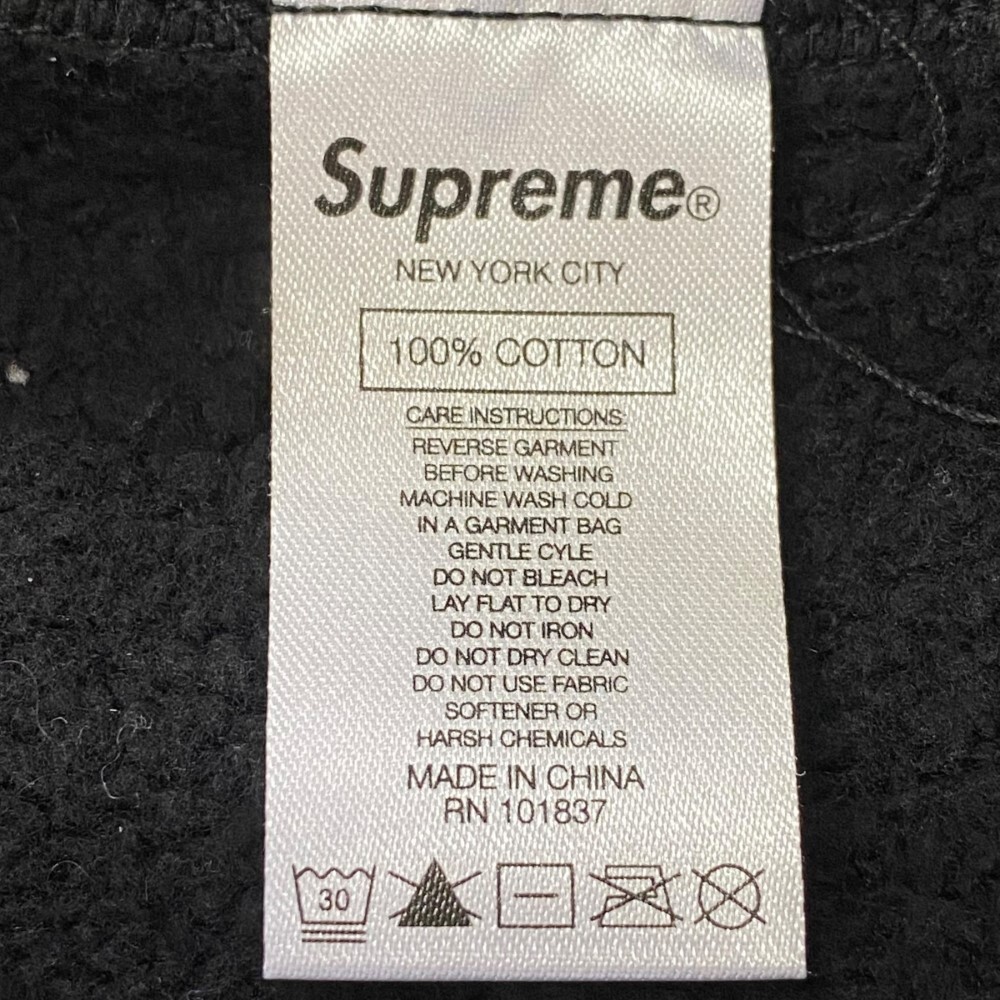 Supreme®
NEW YORK CITY
100% COTTON
CARE INSTRUCTIONS
REVERSE GARMENT
BEFORE WASHING
MACHINE WASH COLD
IN A GARMENT BAG
GENTLE CYLE
DO NOT BLEACH
LAY FLAT TO DRY
DO NOT IRON
DO NOT DRY CLEAN
DO NOT USE FABRIC
SOFTENER OR
HARSH CHEMICALS
MADE IN CHINA
RN 101837
30